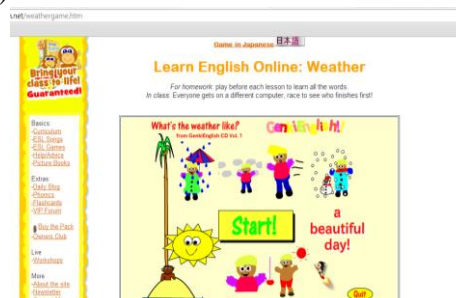 .net/weathergame.htm
Game in Japanese 日本語
Learn English Online: Weather
For homework: play before each lesson to learn all the words.
In class: Everyone gets on a different computer, race to see who finishes first!
Bring your
class to life!
Guaranteed!
Basics
-Curriculum
-ESL Songs
-ESL Games
-Help/Advice
-Picture Books
Extras
-Daily Blog
-Phonics
-Flashcards
-VIP Forum
Buy the Pack
-Owners Club
Live
-Workshops
More
-About the site
-Newsletter
What's the weather like?
from GenkiEnglish CD Vol. 1
Genki English!
Start!
a
beautiful
day!
Quit